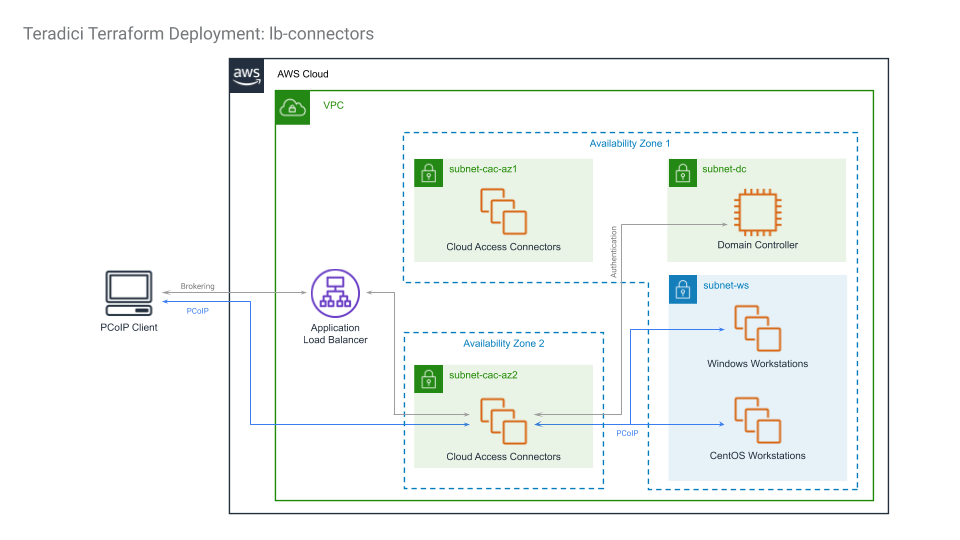 Teradici Terraform Deployment: lb-connectors
aws
AWS Cloud
VPC
Availability Zone 1
subnet-cac-az1
Cloud Access Connectors
subnet-dc
Domain Controller
Authentication
subnet-ws
Windows Workstations
CentOS Workstations
PCoIP Client
Brokering
PCoIP
Application
Load Balancer
Availability Zone 2
subnet-cac-az2
Cloud Access Connectors
PCoIP